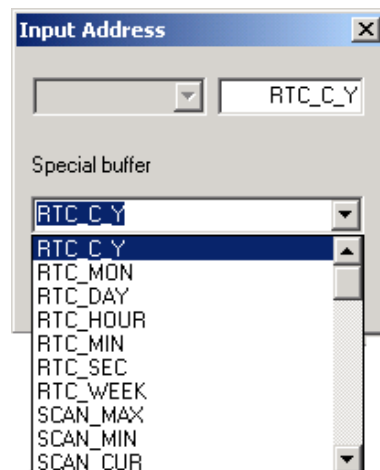 Input Address
RTC_C_Y
Special buffer
RTC_C_Y
RTC_C_Y
RTC_MON
RTC_DAY
RTC_HOUR
RTC_MIN
RTC_SEC
RTC_WEEK
SCAN_MAX
SCAN_MIN
SCAN_CUR